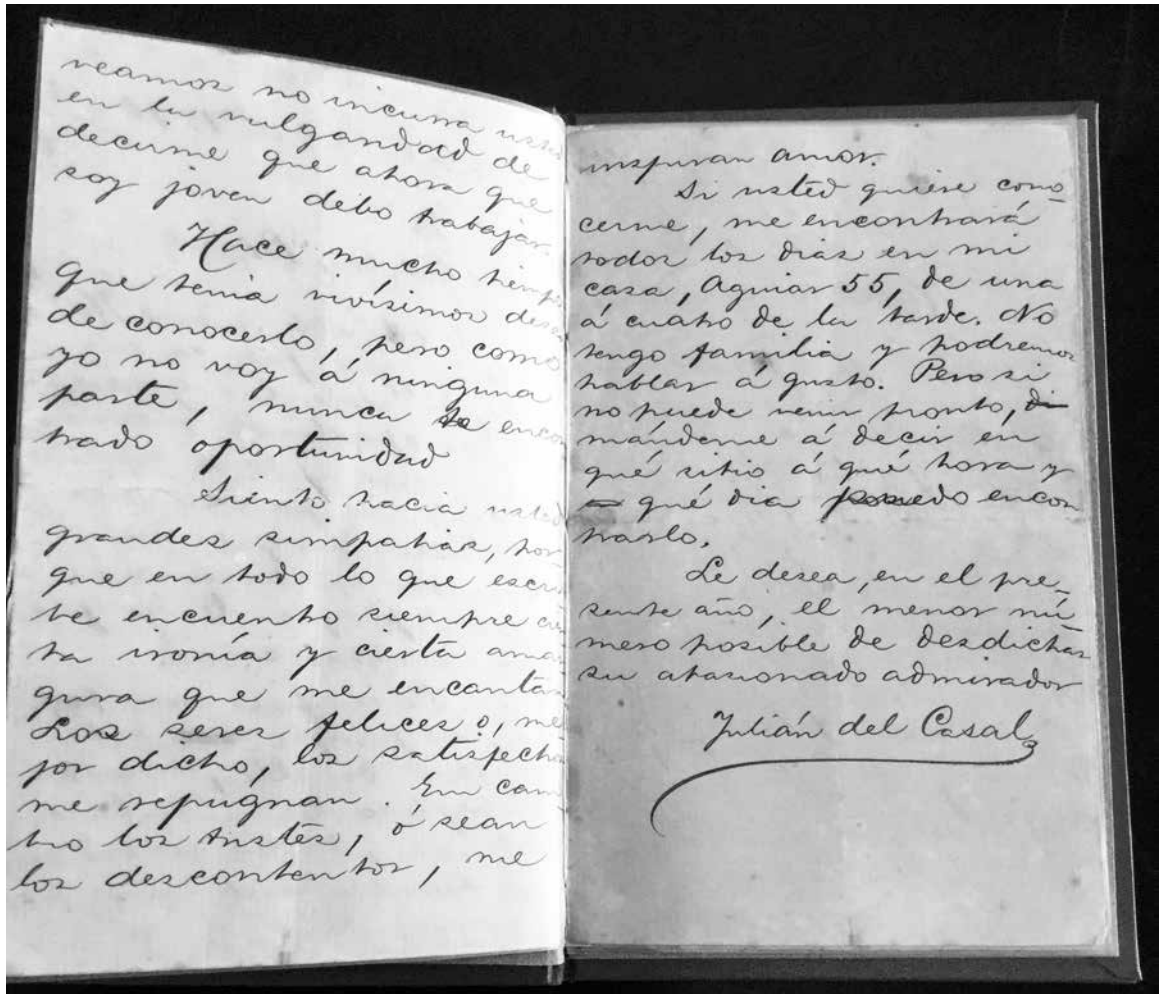 veamos no incurra usted
en la vulgaridad de
decirme que ahora que
soy joven debo trabajar.
Hace mucho tiempo
que tenía vivísimos dese
de conocerlo, pero como
yo no voy á ninguna
parte, nunca he encon
trado oportunidad
Siento hacia usted
grandes simpatías, por
que en todo lo que escri
be encuentro siempre cier
ta ironía y cierta amar
gura que me encantan
Los seres felices ó, me
jor dicho, los satisfechos
me repugnan. En cam
bio los tristes, ó sean
los descontentos, me
inspiran amor.
Si usted quiere cono_
cerme, me encontrará
todos los dias en mi
casa, Aguiar 55, de una
á cuatro de la tarde. No
tengo familia y podremos
hablar á gusto. Pero si
no puede venir pronto,
mándeme á decir en
qué sitio á qué hora y
qué dia puedo encon
trarlo.
Le desea, en el pre_
sente año, el menor nú
mero posible de desdichas
su apasionado admirador
Julián del Casal